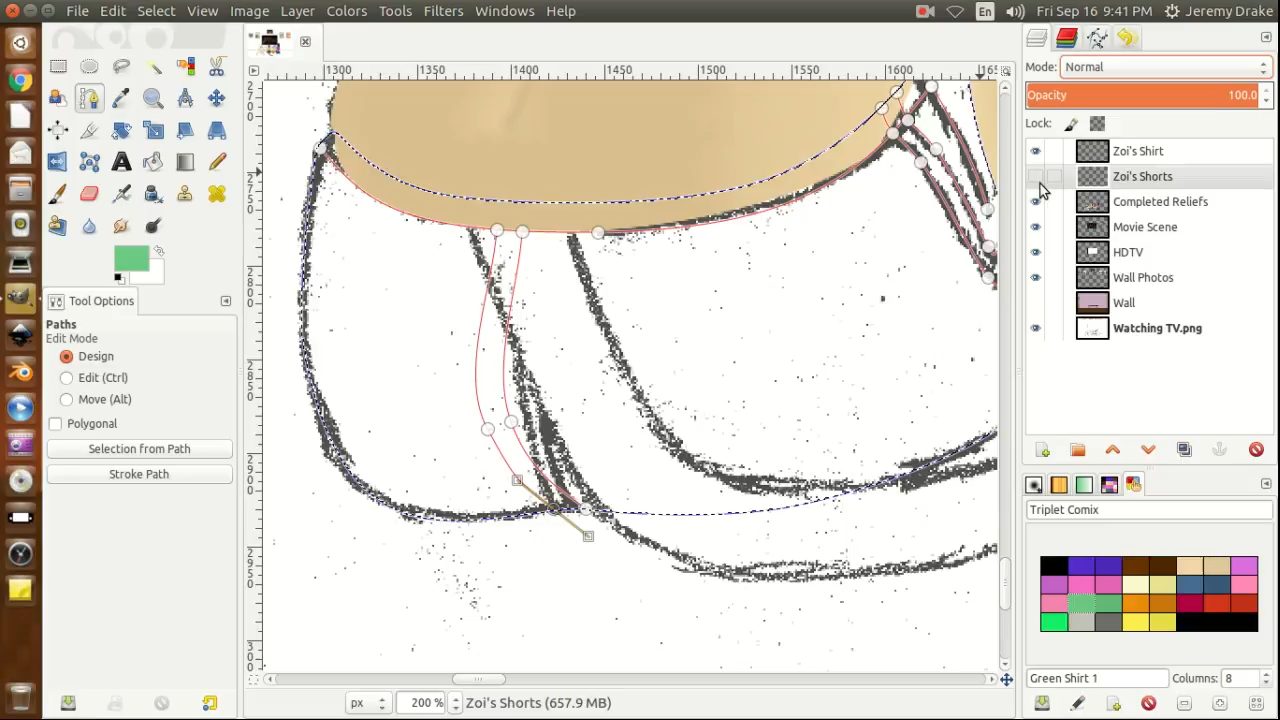 File Edit Select View Image Layer Colors Tools Filters Windows Help
En Fri Sep 16 9:41 PM Jeremy Drake
Mode: Normal
1300 1350 1400 1450 1500 1550 1600 165
Opacity 100.0
Lock:
Zoi's Shirt
Zoi's Shorts
Completed Reliefs
Movie Scene
HDTV
Wall Photos
Wall
Watching TV.png
Tool Options
Paths
Edit Mode
Design
Edit (Ctrl)
Move (Alt)
Polygonal
Selection from Path
Stroke Path
Triplet Comix
Green Shirt 1 Columns: 8
px 200 % Zoi's Shorts (657.9 MB)